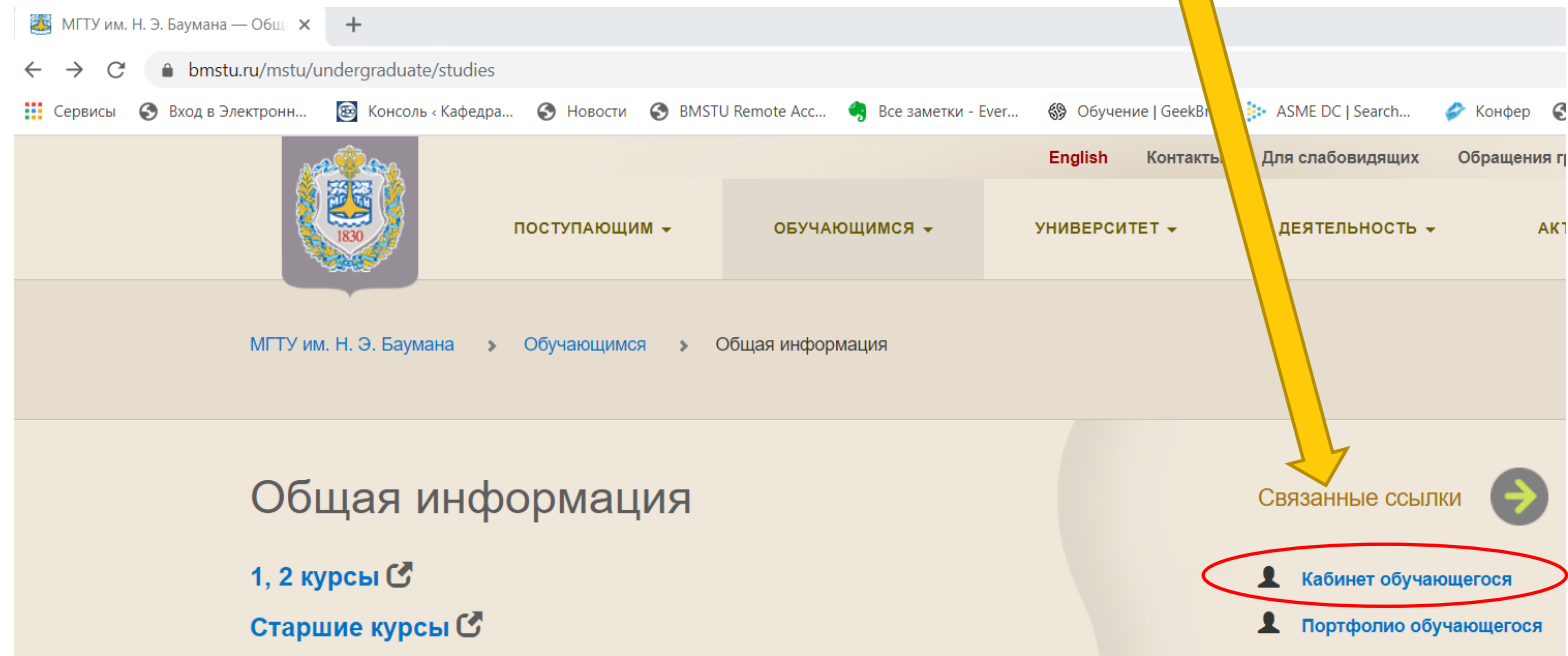 МГТУ им. Н. Э. Баумана — Общ
bmstu.ru/mstu/undergraduate/studies
Сервисы Вход в Электронн... Консоль ‹ Кафедра... Новости BMSTU Remote Acc... Все заметки - Ever... Обучение | GeekBr ASME DC | Search... Конфер
English Контакты Для слабовидящих Обращения г
МГТУ
1830
ПОСТУПАЮЩИМ ОБУЧАЮЩИМСЯ УНИВЕРСИТЕТ ДЕЯТЕЛЬНОСТЬ АКТ
МГТУ им. Н. Э. Баумана > Обучающимся > Общая информация
Общая информация
1, 2 курсы
Старшие курсы
Связанные ссылки
Кабинет обучающегося
Портфолио обучающегося